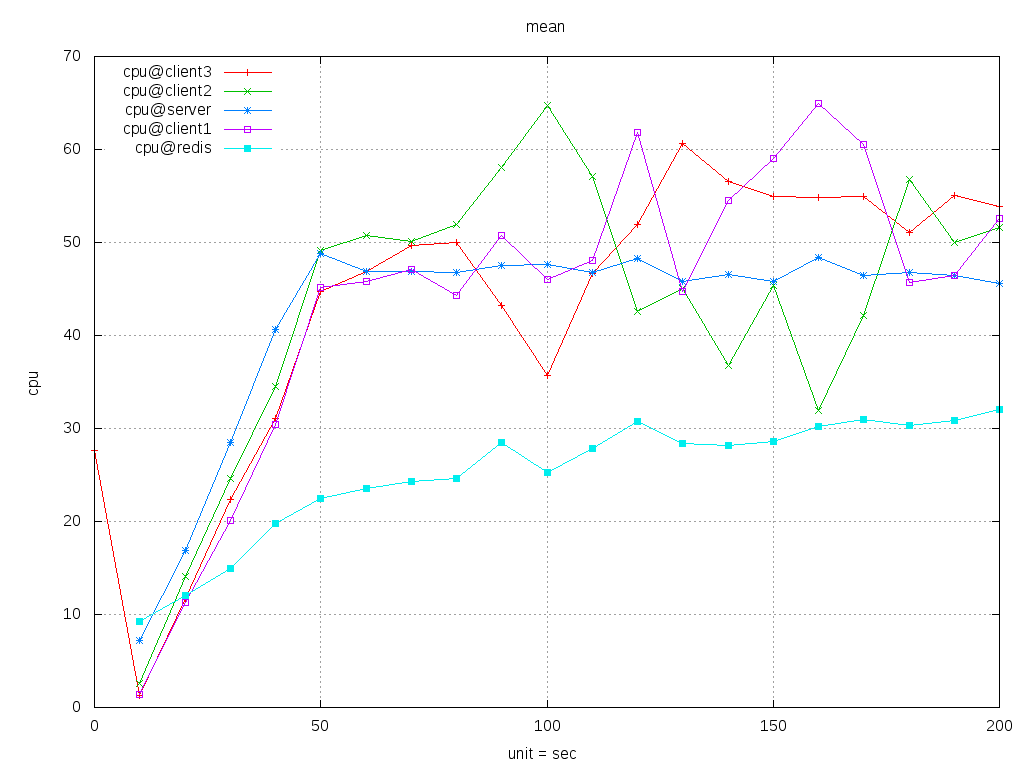 mean
70
60
50
40
30
20
10
0
cpu
cpu@client3
cpu@client2
cpu@server
cpu@client1
cpu@redis
0 50 100 150 200
unit = sec